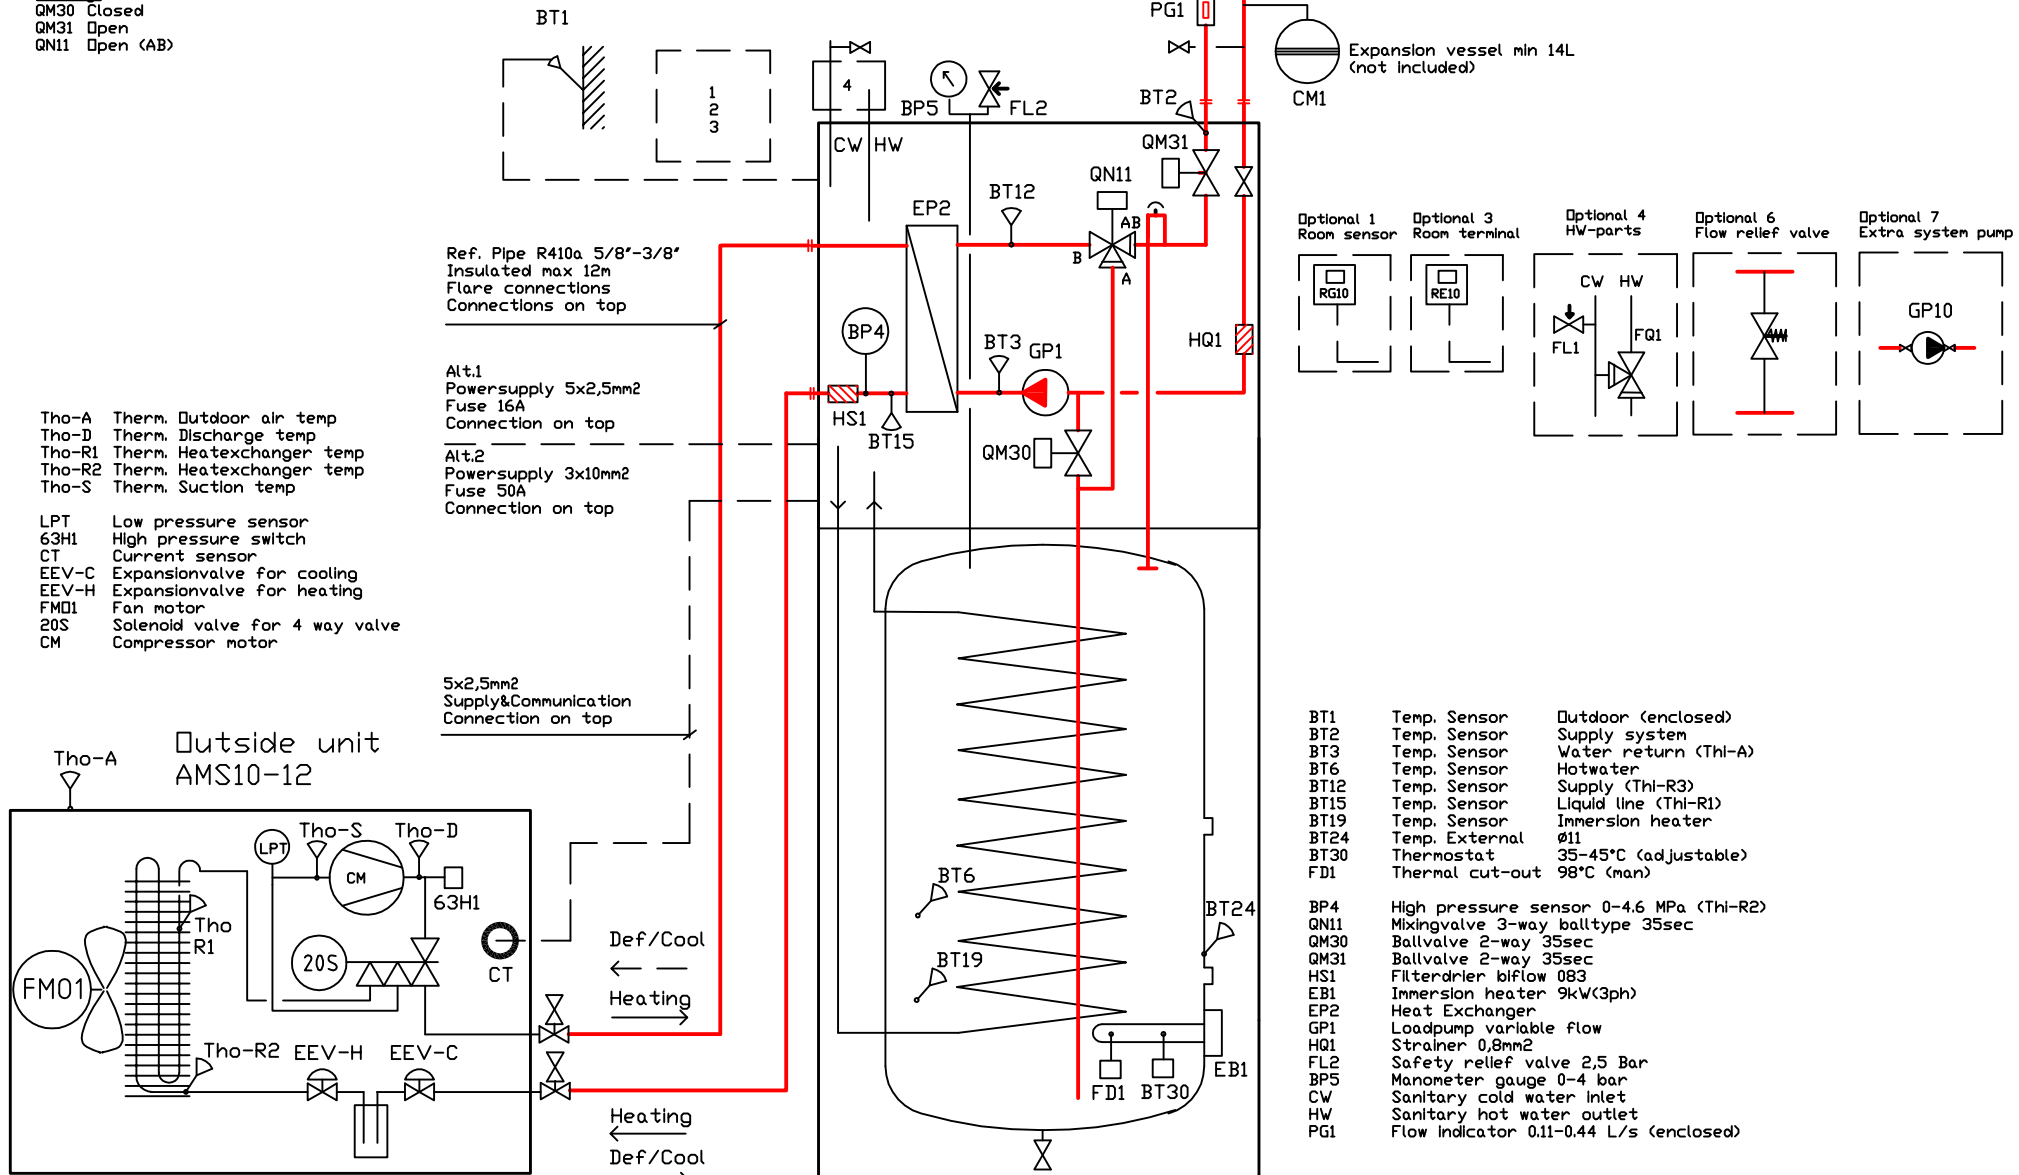 QM30 Closed
QM31 Open
QN11 Open (AB)
BT1
1
2
3
4
BP5
FL2
CW
HW
PG1
Expansion vessel min 14L
(not included)
CM1
BT2
QM31
QN11
BT12
EP2
AB
B
A
Ref. Pipe R410a 5/8"-3/8"
Insulated max 12m
Flare connections
Connections on top
BP4
BT3
GP1
HQ1
HS1
BT15
QM30
Alt.1
Powersupply 5x2,5mm2
Fuse 16A
Connection on top
Alt.2
Powersupply 3x10mm2
Fuse 50A
Connection on top
Optional 1
Room sensor
RG10
Optional 3
Room terminal
RE10
Optional 4
HW-parts
CW HW
FL1
FQ1
Optional 6
Flow relief valve
Optional 7
Extra system pump
GP10
Tho-A Therm. Outdoor air temp
Tho-D Therm. Discharge temp
Tho-R1 Therm. Heatexchanger temp
Tho-R2 Therm. Heatexchanger temp
Tho-S Therm. Suction temp
LPT Low pressure sensor
63H1 High pressure switch
CT Current sensor
EEV-C Expansionvalve for cooling
EEV-H Expansionvalve for heating
FM01 Fan motor
20S Solenoid valve for 4 way valve
CM Compressor motor
5x2,5mm2
Supply&Communication
Connection on top
Outside unit
AMS10-12
Tho-A
LPT
Tho-S
Tho-D
CM
63H1
Tho
R1
20S
CT
FM01
Tho-R2
EEV-H
EEV-C
Def/Cool
Heating
Heating
Def/Cool
BT6
BT19
BT24
FD1
BT30
EB1
BT1 Temp. Sensor Outdoor (enclosed)
BT2 Temp. Sensor Supply system
BT3 Temp. Sensor Water return (Thi-A)
BT6 Temp. Sensor Hotwater
BT12 Temp. Sensor Supply (Thi-R3)
BT15 Temp. Sensor Liquid line (Thi-R1)
BT19 Temp. Sensor Immersion heater
BT24 Temp. External ø11
BT30 Thermostat 35-45°C (adjustable)
FD1 Thermal cut-out 98°C (man)
BP4 High pressure sensor 0-4.6 MPa (Thi-R2)
QN11 Mixingvalve 3-way balltype 35sec
QM30 Ballvalve 2-way 35sec
QM31 Ballvalve 2-way 35sec
HS1 Filterdrier biflow 083
EB1 Immersion heater 9kW(3ph)
EP2 Heat Exchanger
GP1 Loadpump variable flow
HQ1 Strainer 0,8mm2
FL2 Safety relief valve 2,5 Bar
BP5 Manometer gauge 0-4 bar
CW Sanitary cold water inlet
HW Sanitary hot water outlet
PG1 Flow indicator 0.11-0.44 L/s (enclosed)